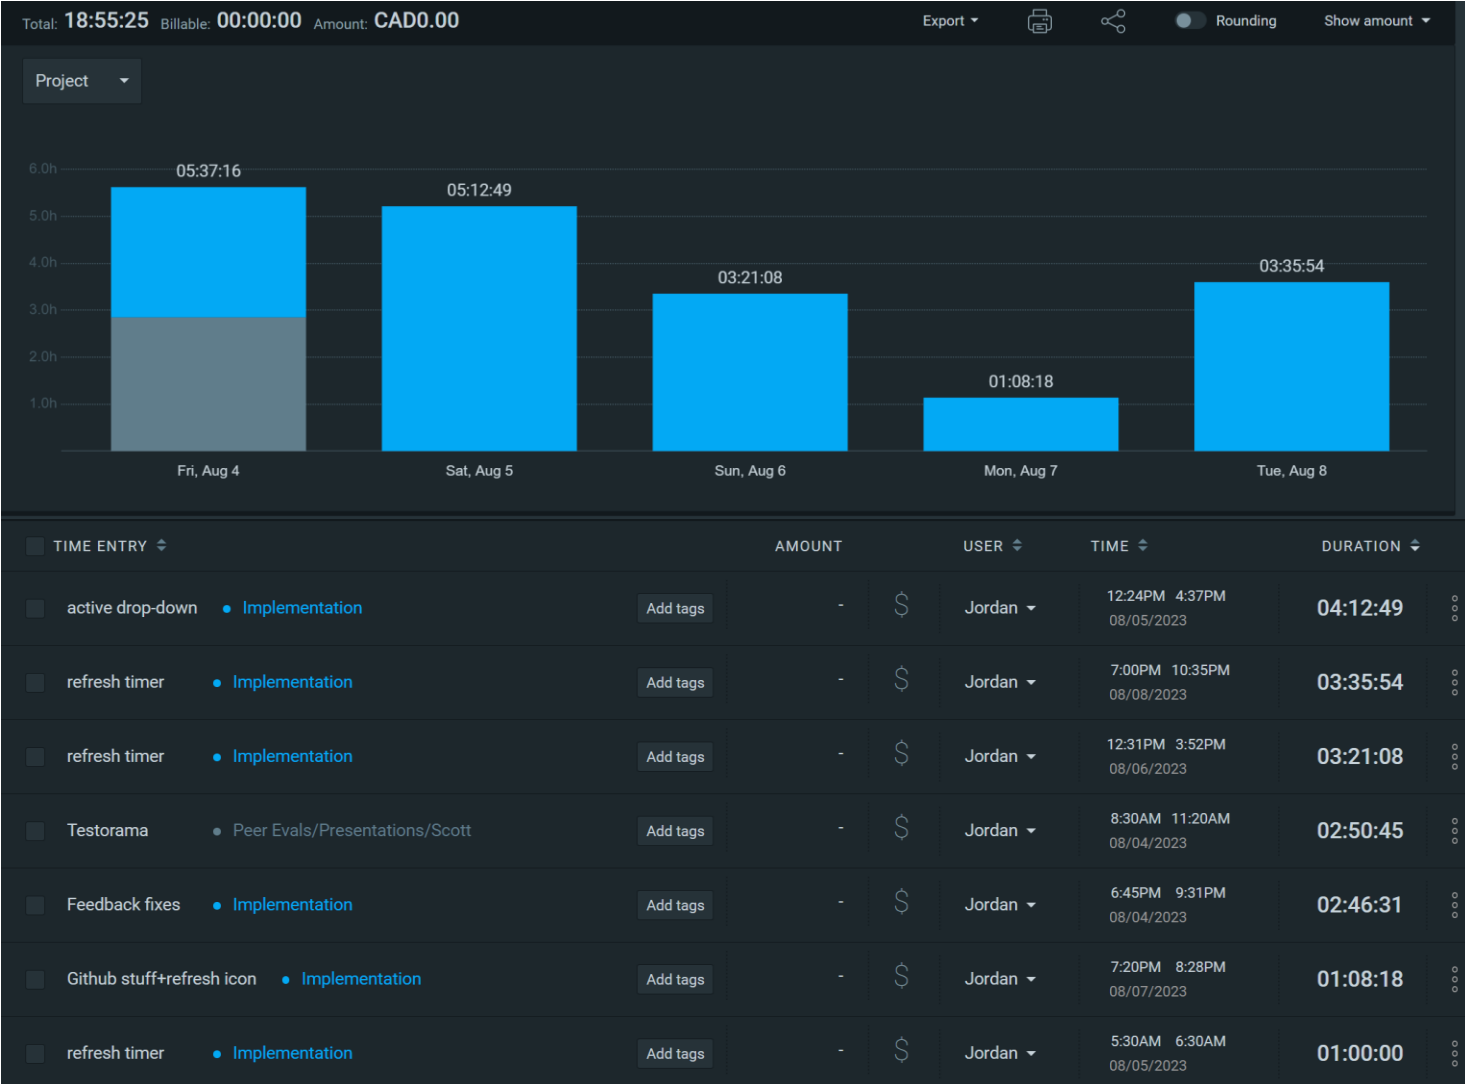 Total: 18:55:25 Billable: 00:00:00 Amount: CAD0.00 Export Rounding Show amount
Project
6.0h
05:37:16
05:12:49
5.0h
4.0h
03:35:54
03:21:08
3.0h
2.0h
01:08:18
1.0h
Fri, Aug 4 Sat, Aug 5 Sun, Aug 6 Mon, Aug 7 Tue, Aug 8
TIME ENTRY AMOUNT USER TIME DURATION
active drop-down • Implementation Add tags - $ Jordan 12:24PM 4:37PM 04:12:49
08/05/2023
refresh timer • Implementation Add tags - $ Jordan 7:00PM 10:35PM 03:35:54
08/08/2023
refresh timer • Implementation Add tags - $ Jordan 12:31PM 3:52PM 03:21:08
08/06/2023
Testorama • Peer Evals/Presentations/Scott Add tags - $ Jordan 8:30AM 11:20AM 02:50:45
08/04/2023
Feedback fixes • Implementation Add tags - $ Jordan 6:45PM 9:31PM 02:46:31
08/04/2023
Github stuff+refresh icon • Implementation Add tags - $ Jordan 7:20PM 8:28PM 01:08:18
08/07/2023
refresh timer • Implementation Add tags - $ Jordan 5:30AM 6:30AM 01:00:00
08/05/2023